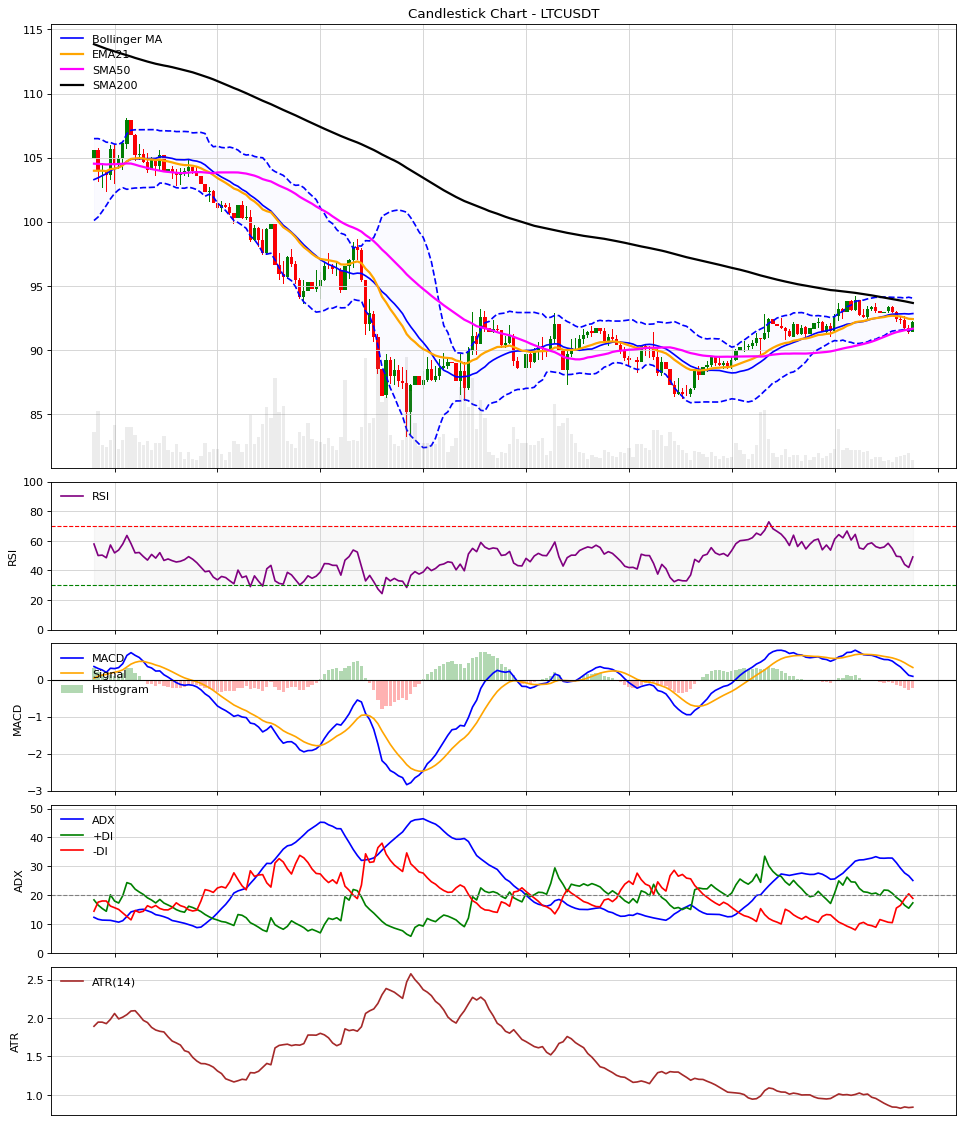 Candlestick Chart - LTCUSDT
115
110
105
100
95
90
85
Bollinger MA
EMA21
SMA50
SMA200
100
80
60
40
20
0
RSI
RSI
0
−1
−2
−3
MACD
MACD
Signal
Histogram
50
40
30
20
10
0
ADX
ADX
+DI
-DI
2.5
2.0
1.5
1.0
ATR
ATR(14)